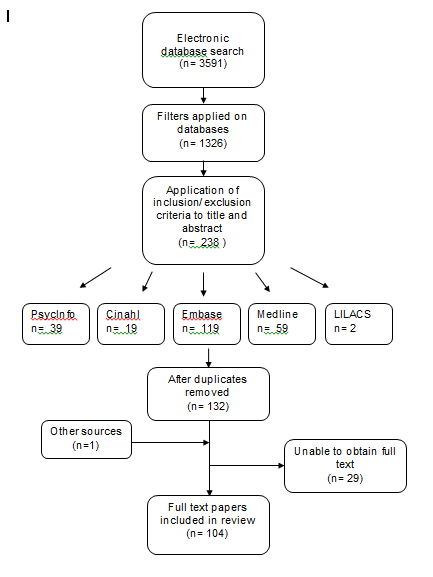 Electronic
database search
(n= 3591)
Filters applied on
databases
(n= 1326)
Application of
inclusion/exclusion
criteria to title and
abstract
(n= 238 )
PsycInfo
n= 39
Cinahl
n= 19
Embase
n= 119
Medline
n= 59
LILACS
n= 2
After duplicates
removed
(n= 132)
Other sources
(n=1)
Unable to obtain full
text
(n= 29)
Full text papers
included in review
(n= 104)